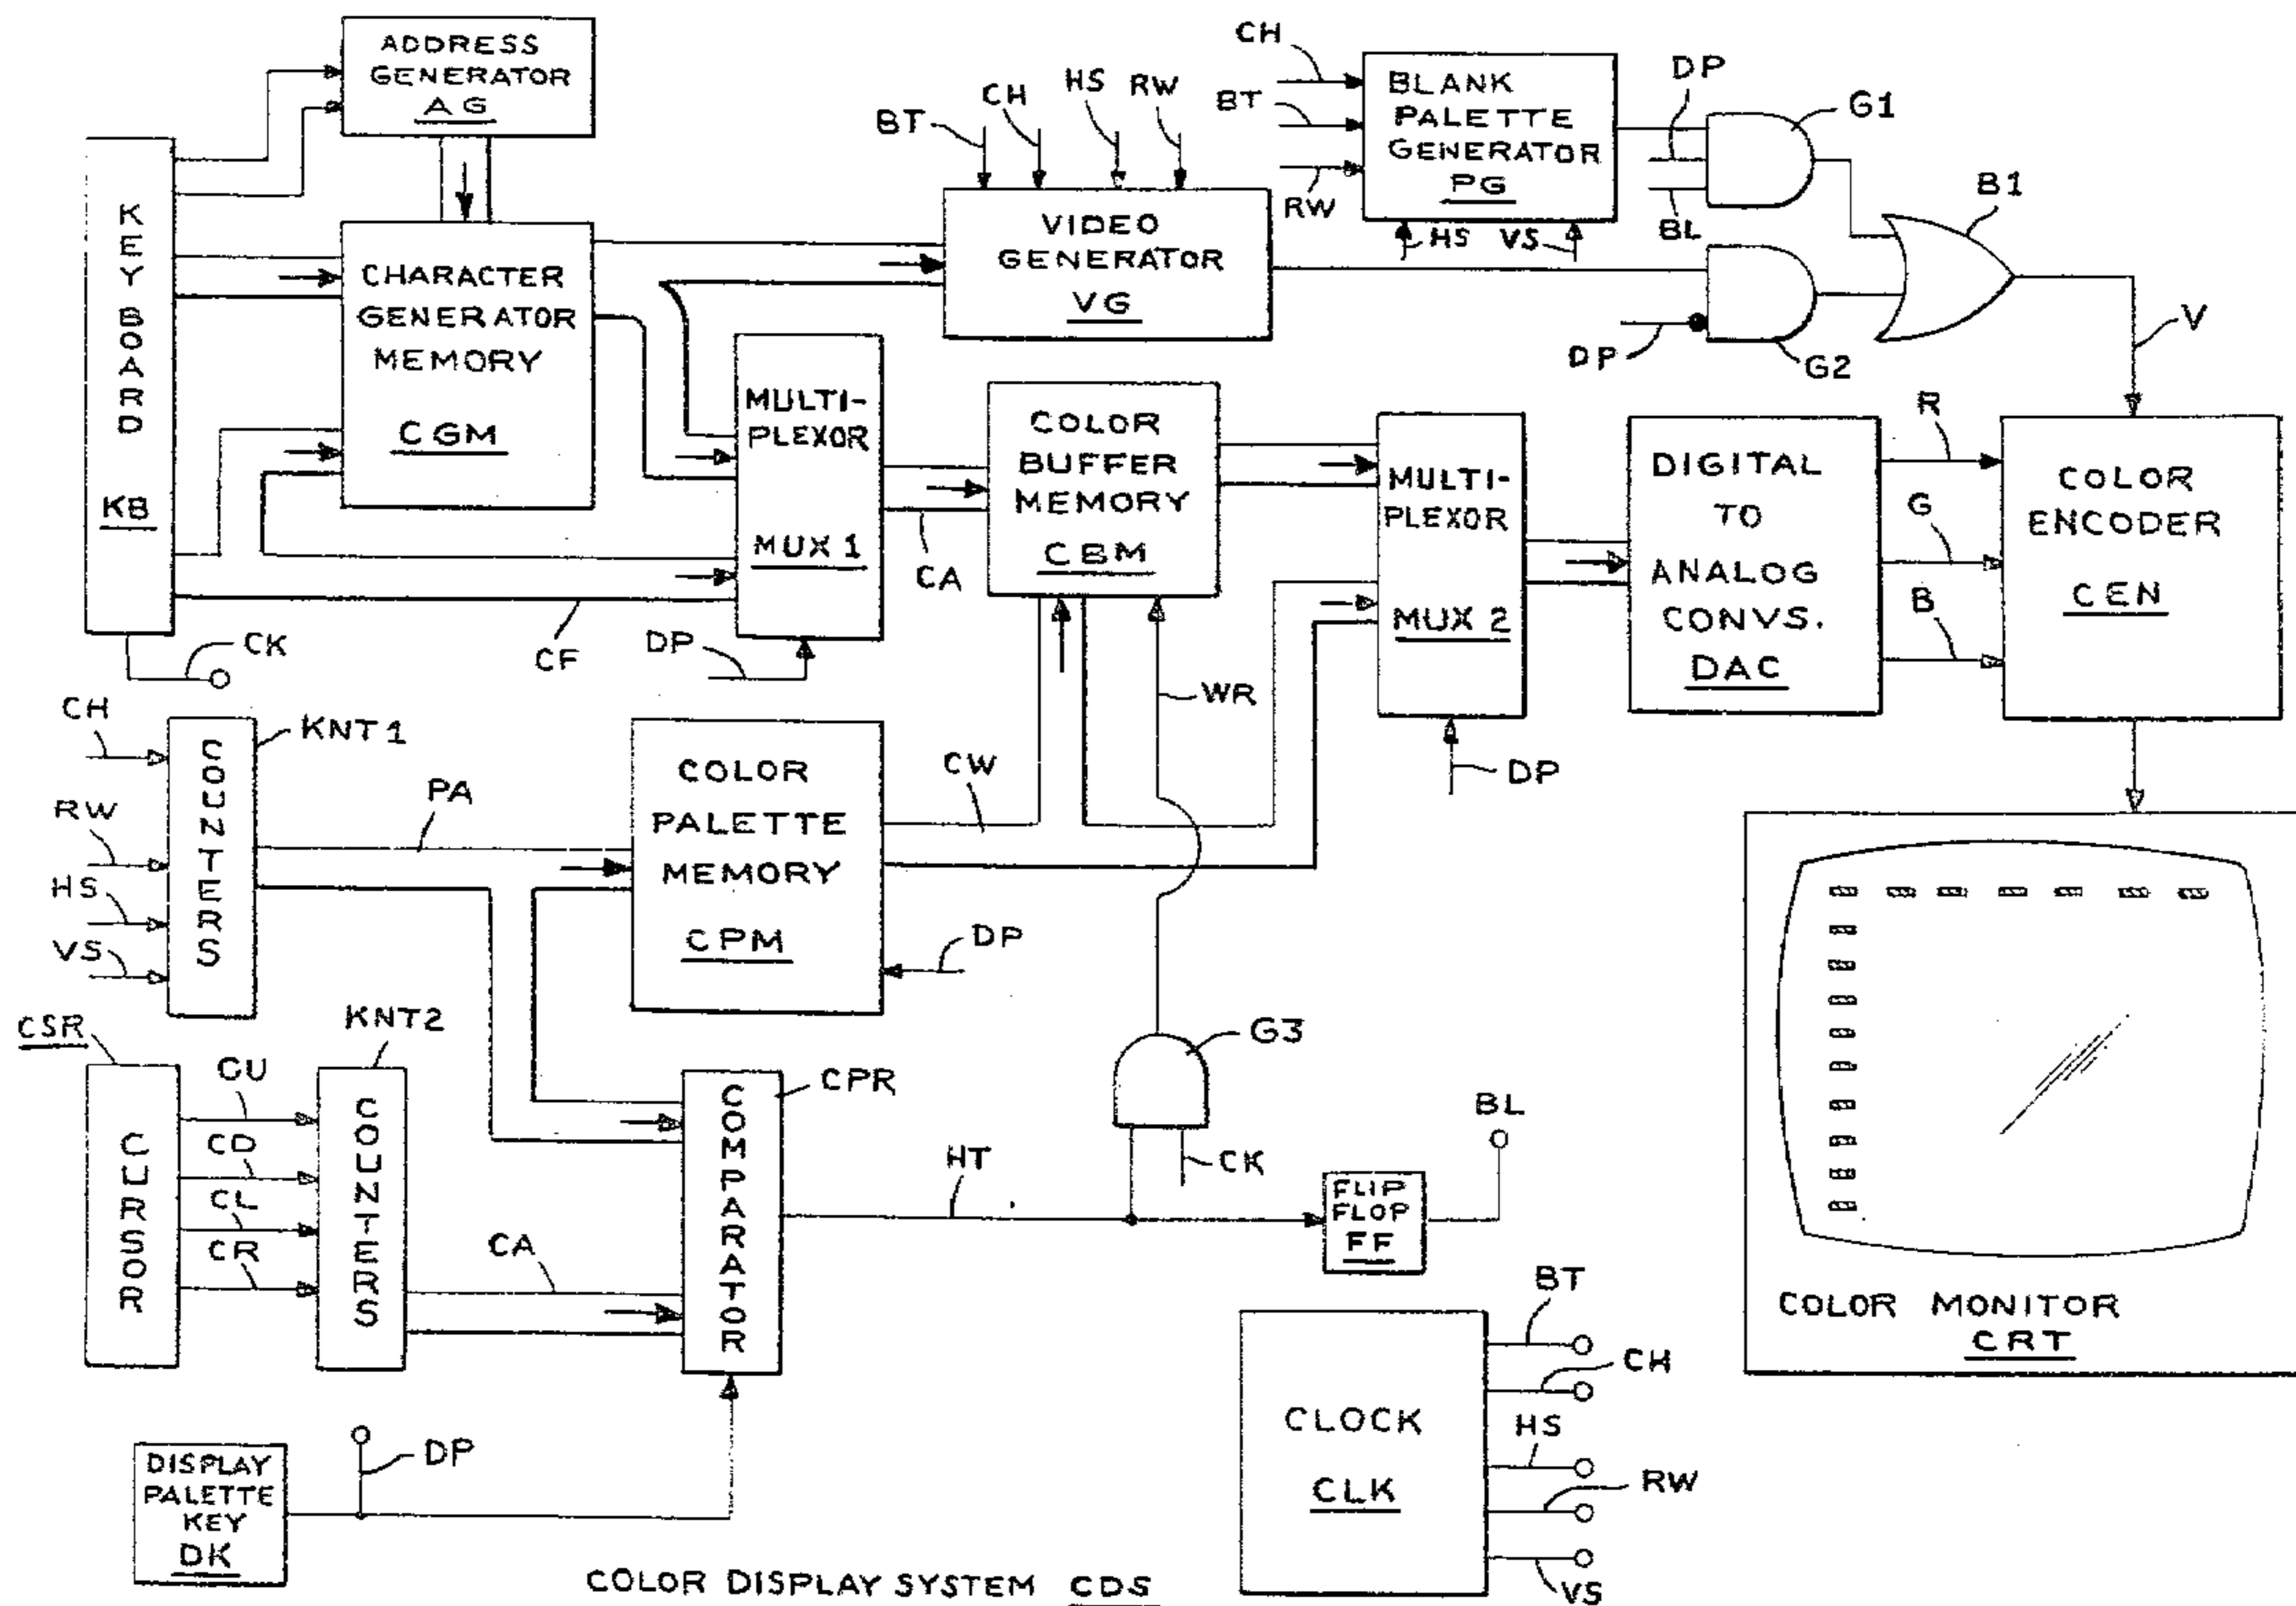 ADDRESS
GENERATOR
AG
KEY BOARD
KB
CHARACTER
GENERATOR
MEMORY
CGM
CK
CF
BT
CH
HS
RW
VIDEO
GENERATOR
VG
CH
BT
RW
BLANK
PALETTE
GENERATOR
PG
HS
VS
DP
BL
G1
DP
G2
B1
V
MULTI-
PLEXOR
MUX 1
DP
CA
COLOR
BUFFER
MEMORY
CBM
WR
MULTI-
PLEXOR
MUX 2
DP
DIGITAL
TO
ANALOG
CONVS.
DAC
R
G
B
COLOR
ENCODER
CEN
CH
RW
HS
VS
COUNTERS
KNT1
PA
COLOR
PALETTE
MEMORY
CPM
CW
DP
CSR
CURSOR
CU
CD
CL
CR
KNT2
COUNTERS
CA
COMPARATOR
CPR
HT
G3
CK
FLIP
FLOP
FF
BL
DISPLAY
PALETTE
KEY
DK
DP
CLOCK
CLK
BT
CH
HS
RW
VS
COLOR MONITOR
CRT
COLOR DISPLAY SYSTEM CDS